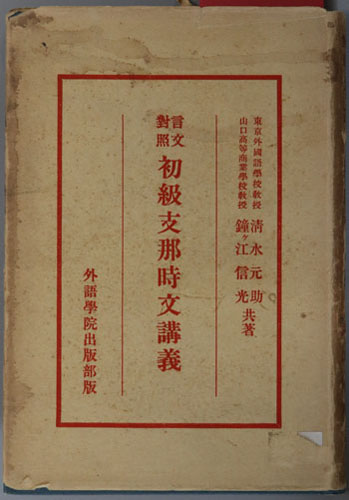 東京外國語學校敎授 清水元助
山口高等商業學校敎授 鐘ヶ江信光 共著
言文對照 初級支那時文講義
外語學院出版部版